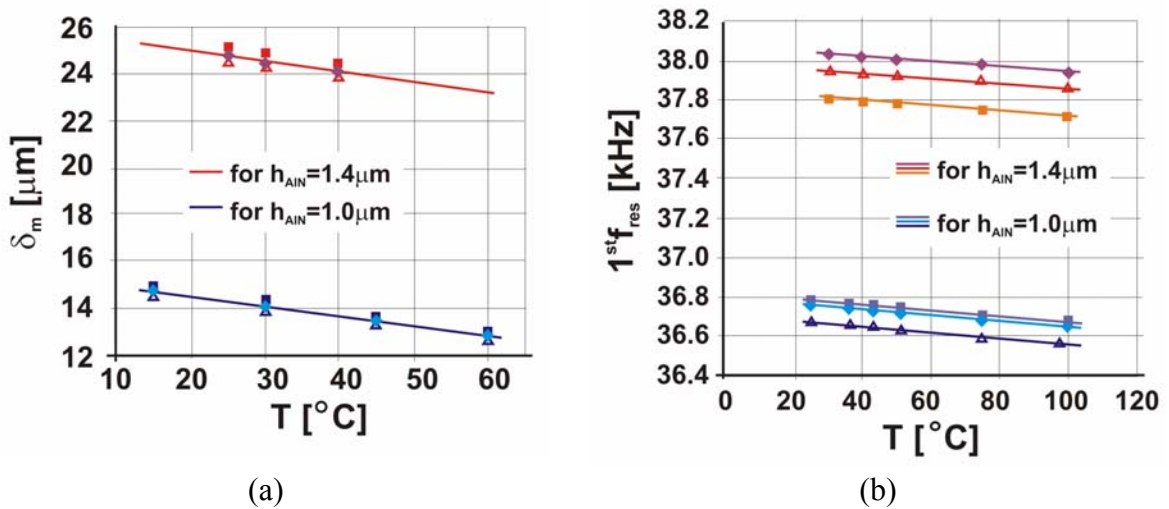 26
24
22
20
18
16
14
12
δm [μm]
for hAlN=1.4μm
for hAlN=1.0μm
10 20 30 40 50 60
T [°C]
(a)
38.2
38.0
37.8
37.6
37.4
37.2
37.0
36.8
36.6
36.4
1st fres [kHz]
for hAlN=1.4μm
for hAlN=1.0μm
0 20 40 60 80 100 120
T [°C]
(b)